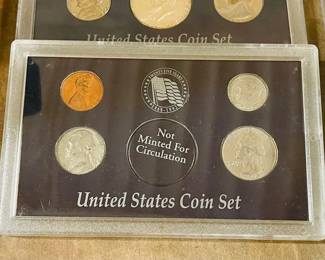 United States Coin Set
Not
Minted For
Circulation
United States Coin Set